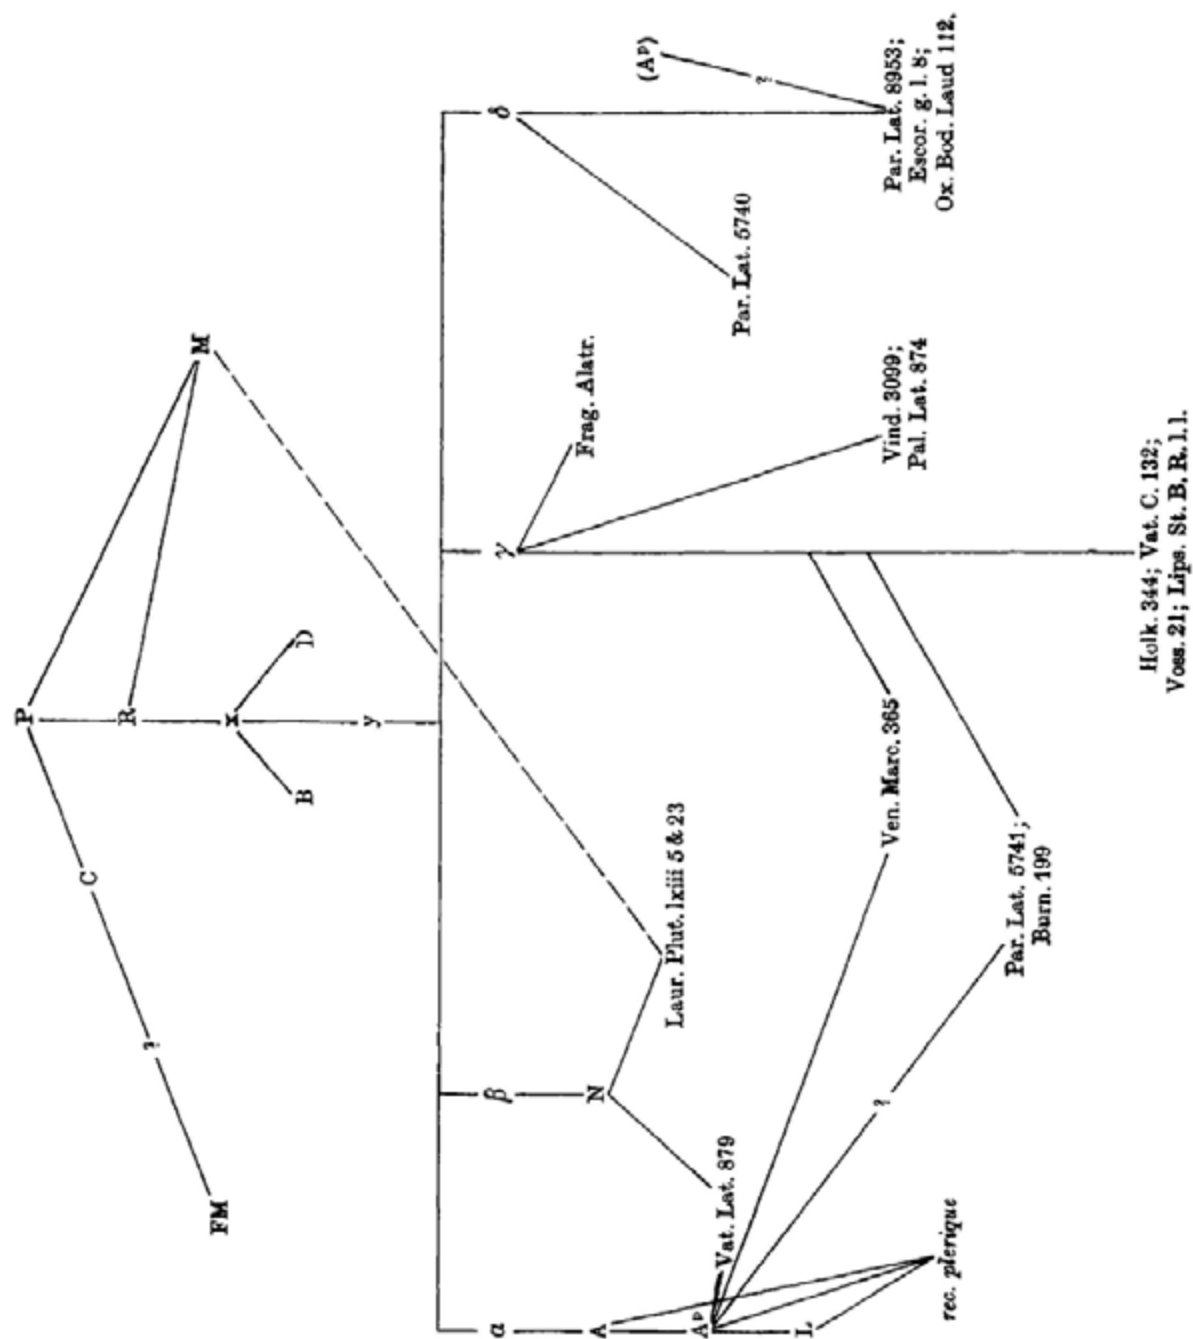 P
C
R
M
?
FM
x
B
D
y
α
β
γ
δ
(Aᵖ)
?
A
N
Frag. Alatr.
Aᵖ
Vat. Lat. 879
Laur. Plut. lxiii 5 & 23
Par. Lat. 5740
L
Ven. Marc. 365
Vind. 3099;
Pal. Lat. 874
Par. Lat. 8953;
Escor. g. l. 8;
Ox. Bod. Laud 112.
?
rec. plerique
Par. Lat. 5741;
Burn. 199
Holk. 344; Vat. C. 132;
Voss. 21; Lips. St. B. R. l. l.